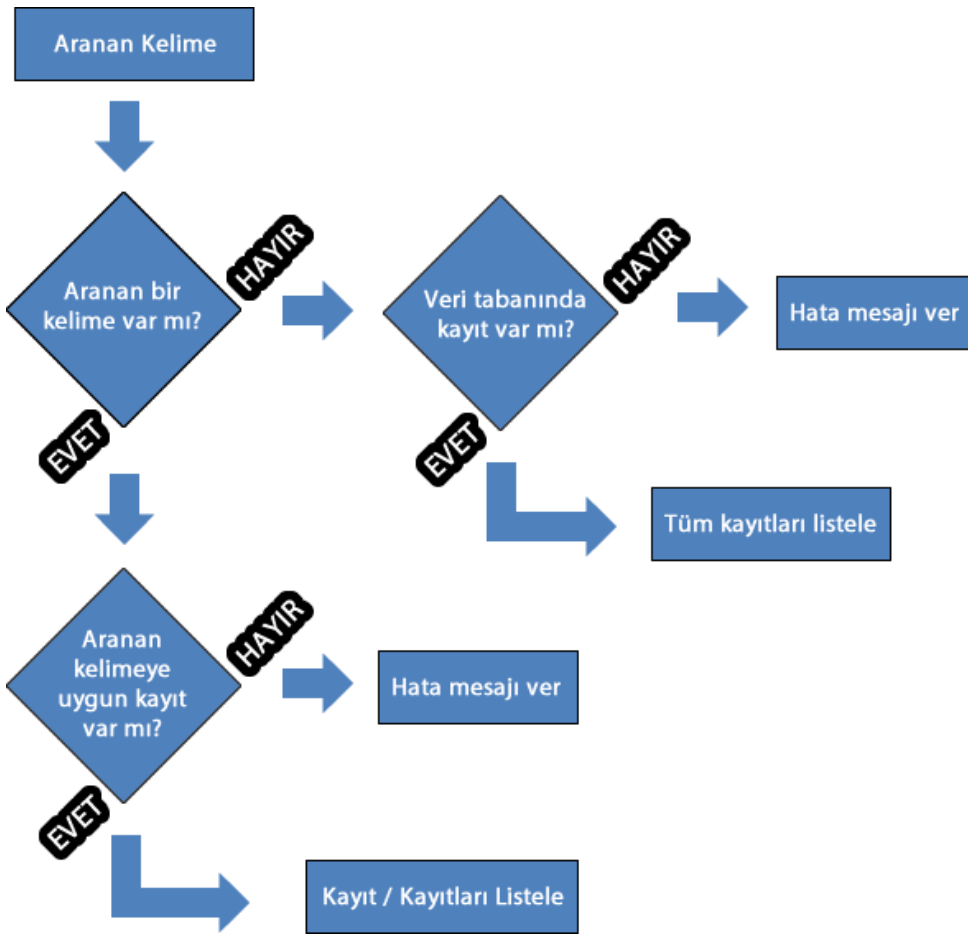 Aranan Kelime
Aranan bir
kelime var mı?
HAYIR
Veri tabanında
kayıt var mı?
HAYIR
Hata mesajı ver
EVET
EVET
Tüm kayıtları listele
Aranan
kelimeye
uygun kayıt
var mı?
HAYIR
Hata mesajı ver
EVET
Kayıt / Kayıtları Listele